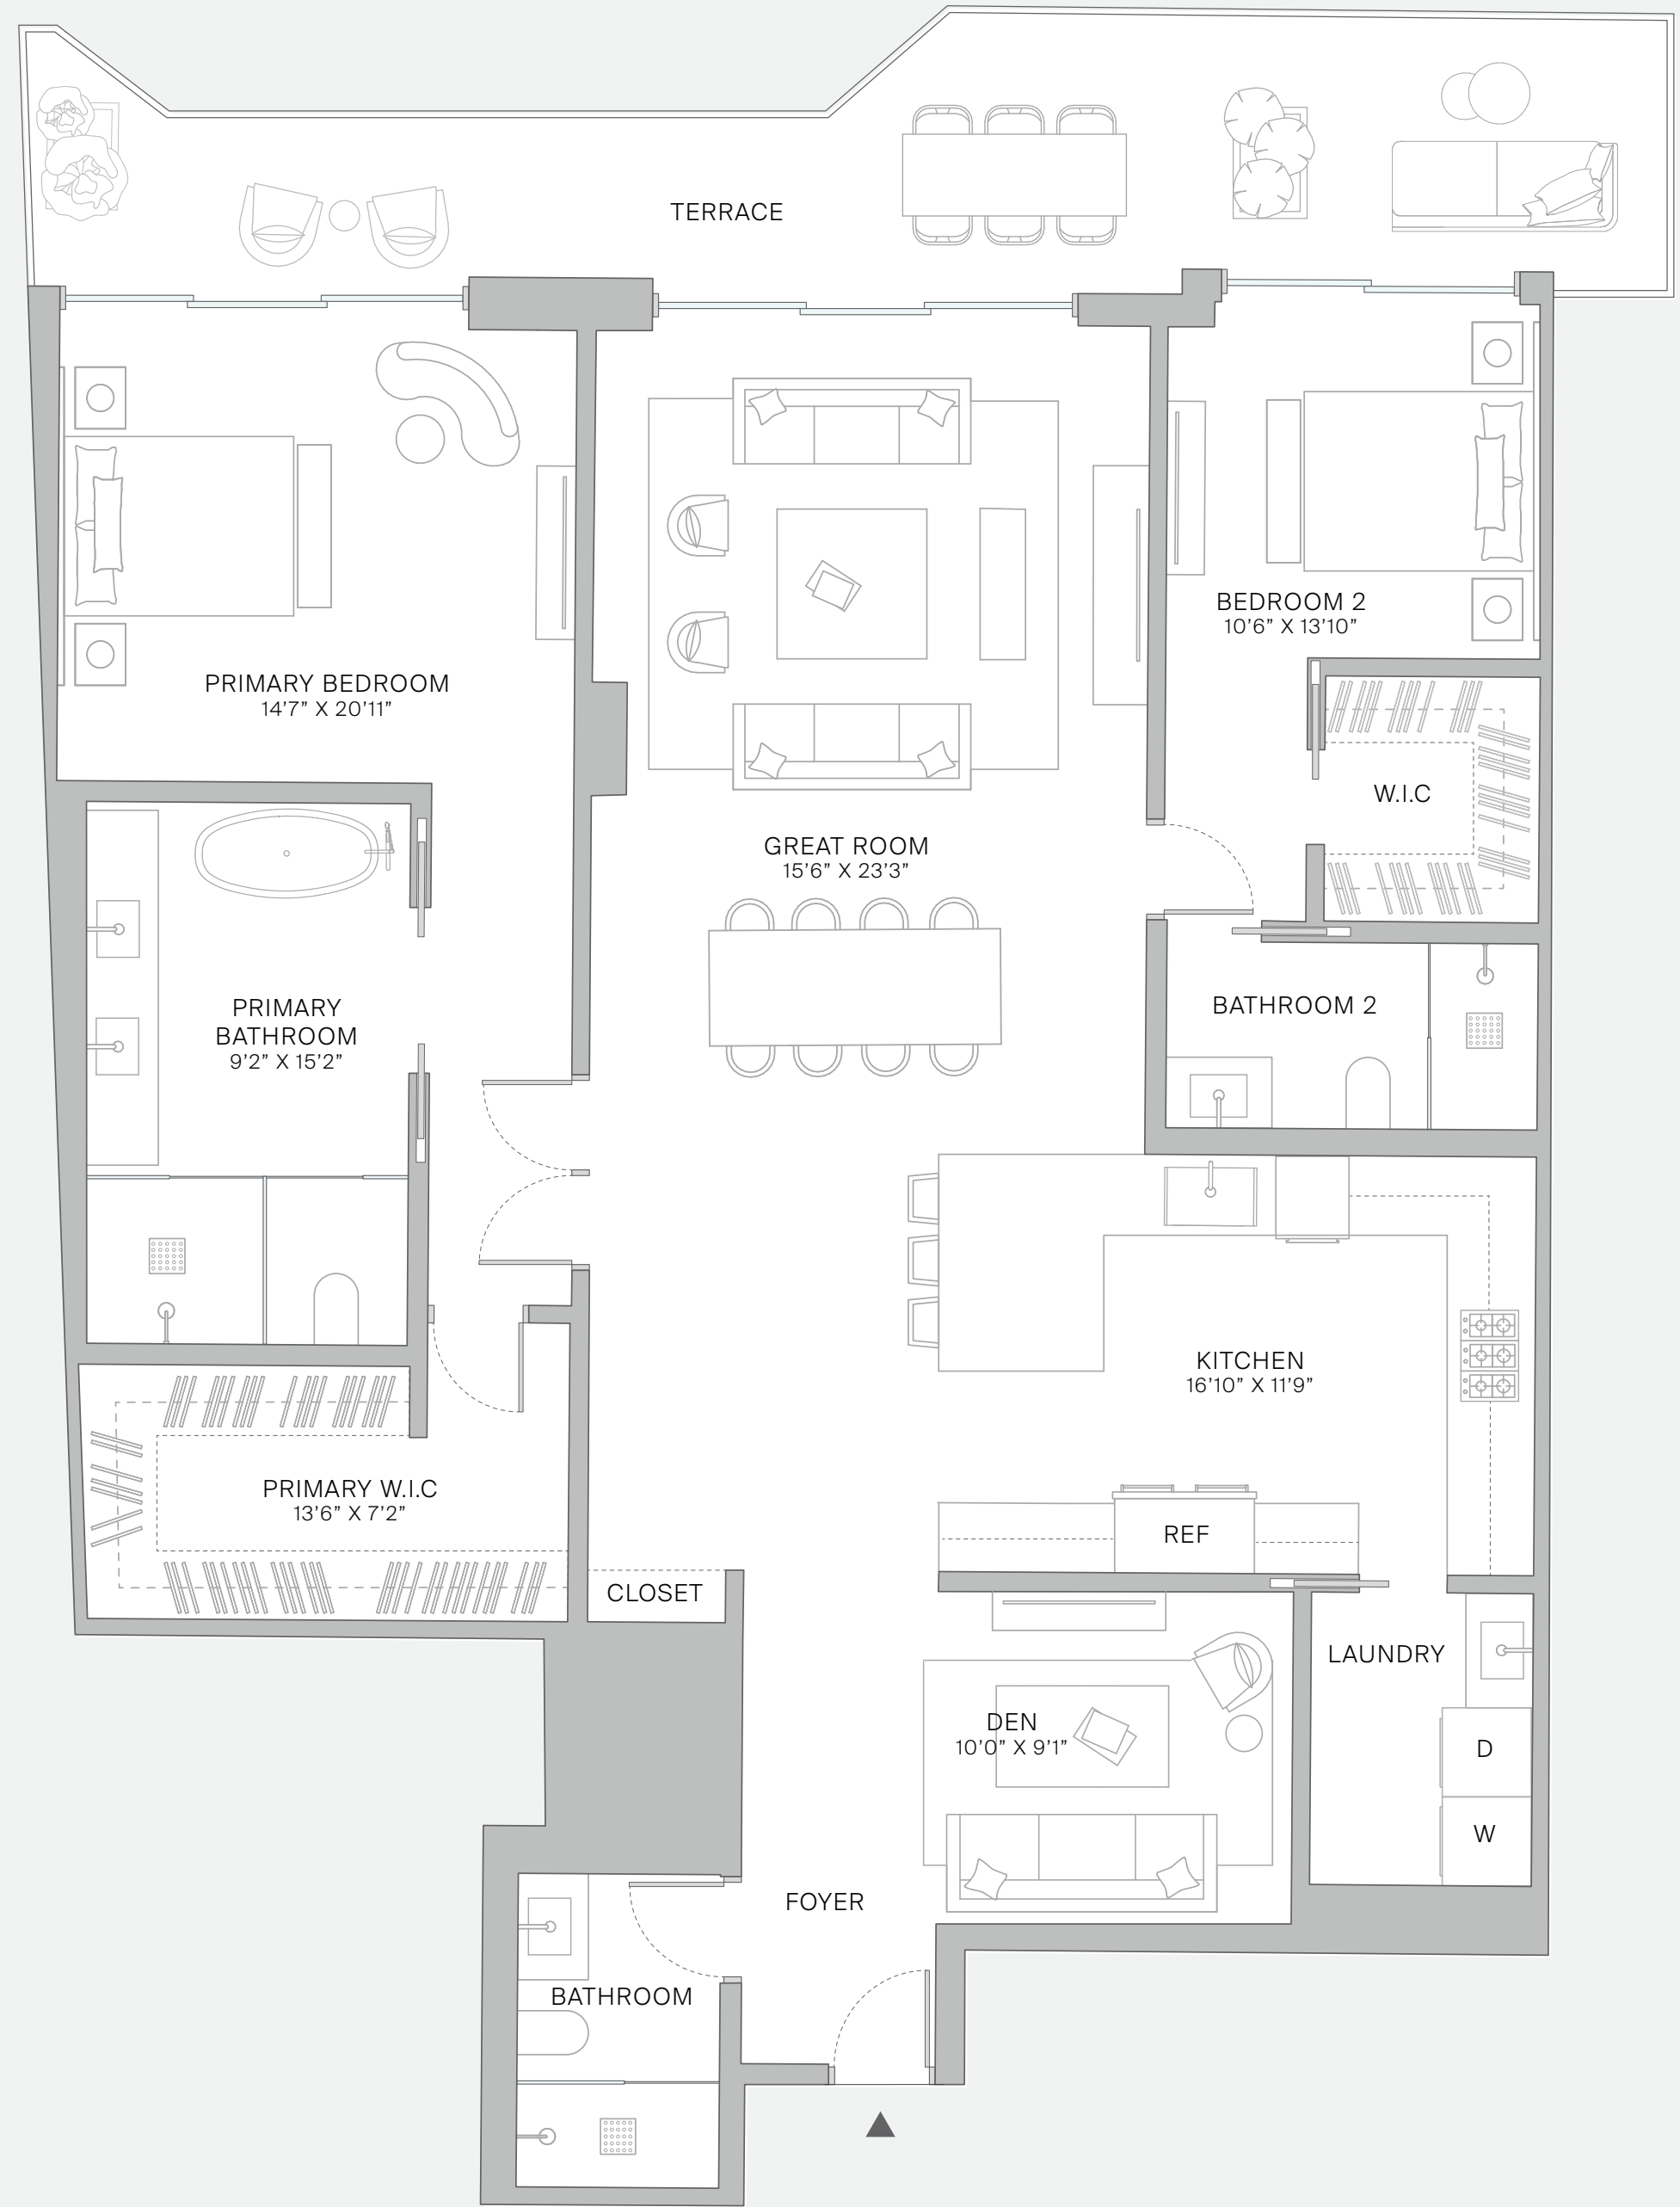 TERRACE
PRIMARY BEDROOM
14’7” X 20’11”
BEDROOM 2
10’6” X 13’10”
W.I.C
GREAT ROOM
15’6” X 23’3”
PRIMARY
BATHROOM
9’2” X 15’2”
BATHROOM 2
KITCHEN
16’10” X 11’9”
PRIMARY W.I.C
13’6” X 7’2”
REF
CLOSET
LAUNDRY
DEN
10’0” X 9’1”
D
W
FOYER
BATHROOM